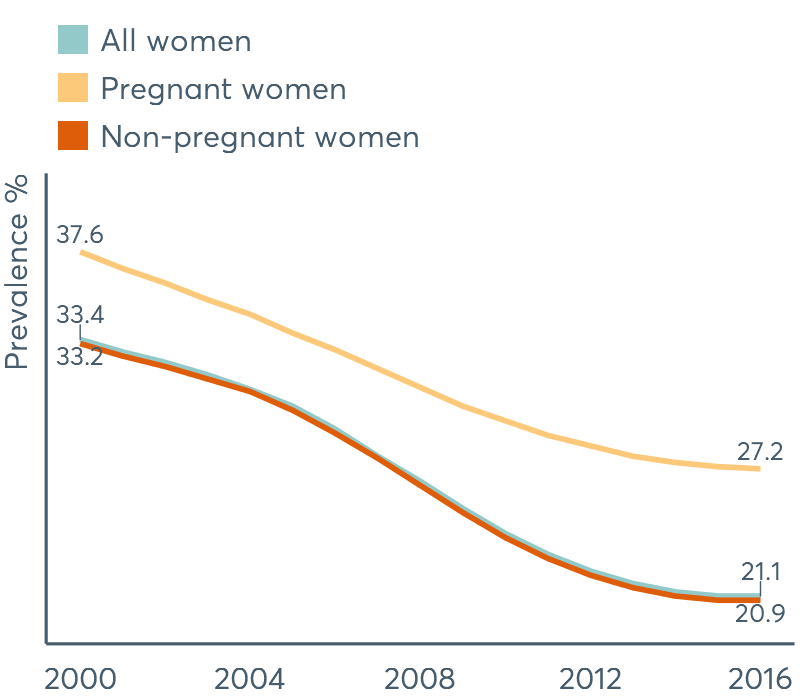 All women
Pregnant women
Non-pregnant women
Prevalence %
37.6
33.4
33.2
27.2
21.1
20.9
2000 2004 2008 2012 2016